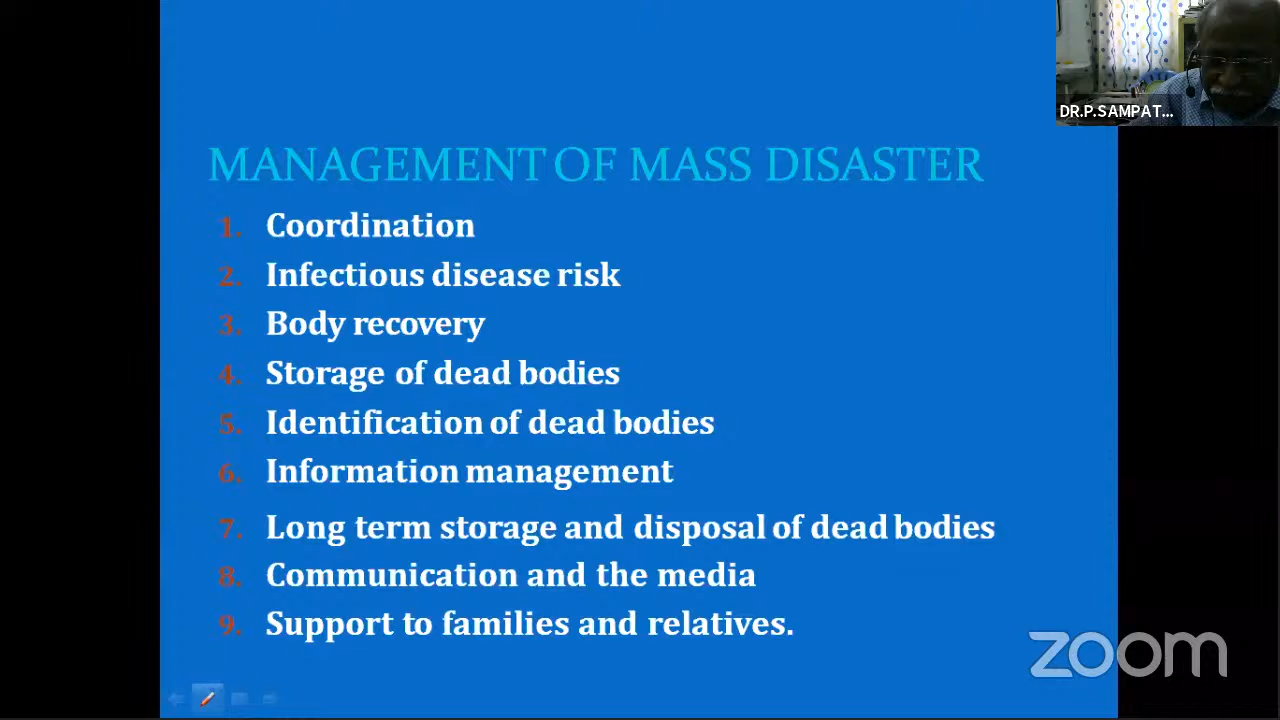 DR.P.SAMPAT...
MANAGEMENT OF MASS DISASTER
1. Coordination
2. Infectious disease risk
3. Body recovery
4. Storage of dead bodies
5. Identification of dead bodies
6. Information management
7. Long term storage and disposal of dead bodies
8. Communication and the media
9. Support to families and relatives.
zoom